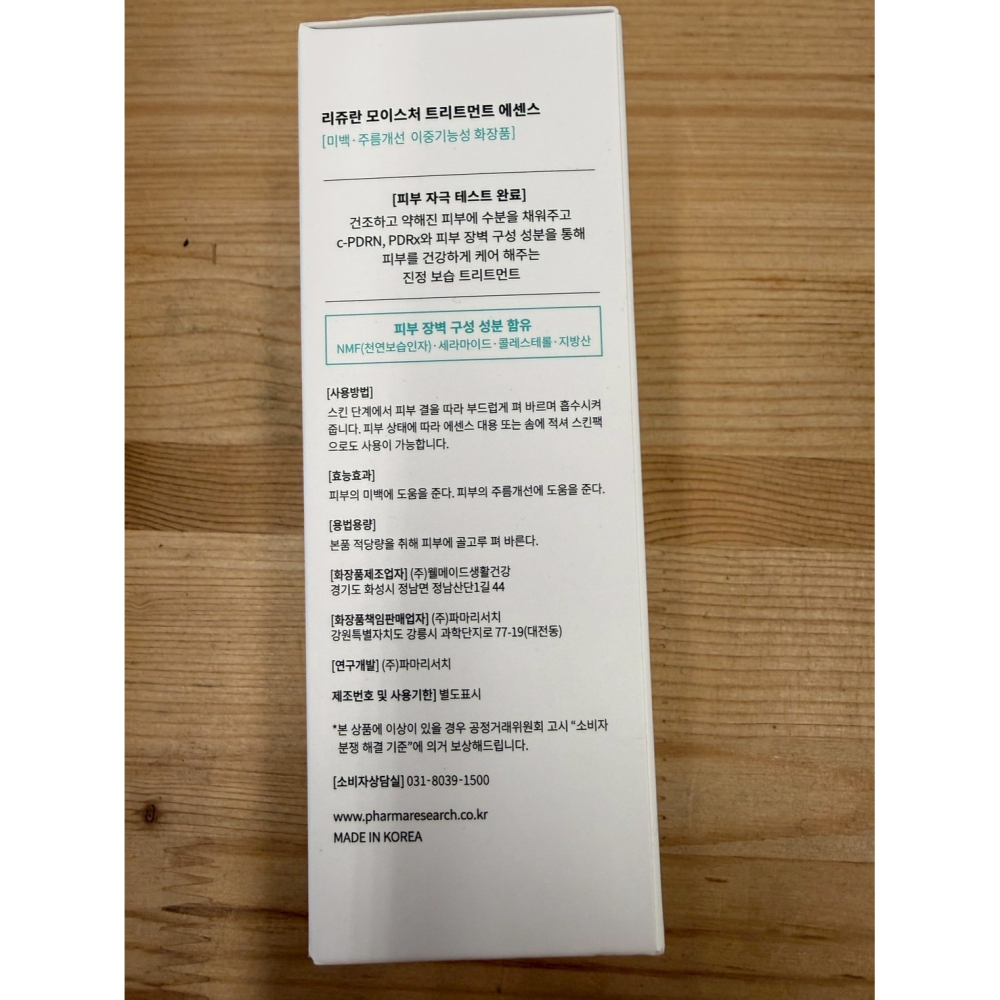 리쥬란 모이스처 트리트먼트 에센스
[미백·주름개선 이중기능성 화장품]
[피부 자극 테스트 완료]
건조하고 약해진 피부에 수분을 채워주고
c-PDRN, PDRx와 피부 장벽 구성 성분을 통해
피부를 건강하게 케어 해주는
진정 보습 트리트먼트
피부 장벽 구성 성분 함유
NMF(천연보습인자)·세라마이드·콜레스테롤·지방산
[사용방법]
스킨 단계에서 피부 결을 따라 부드럽게 펴 바르며 흡수시켜
줍니다. 피부 상태에 따라 에센스 대용 또는 솜에 적셔 스킨팩
으로도 사용이 가능합니다.
[효능효과]
피부의 미백에 도움을 준다. 피부의 주름개선에 도움을 준다.
[용법용량]
본품 적당량을 취해 피부에 골고루 펴 바른다.
[화장품제조업자] (주)웰메이드생활건강
경기도 화성시 정남면 정남산단1길 44
[화장품책임판매업자] (주)파마리서치
강원특별자치도 강릉시 과학단지로 77-19(대전동)
[연구개발] (주)파마리서치
제조번호 및 사용기한] 별도표시
*본 상품에 이상이 있을 경우 공정거래위원회 고시 “소비자
분쟁 해결 기준”에 의거 보상해드립니다.
[소비자상담실] 031-8039-1500
www.pharmaresearch.co.kr
MADE IN KOREA